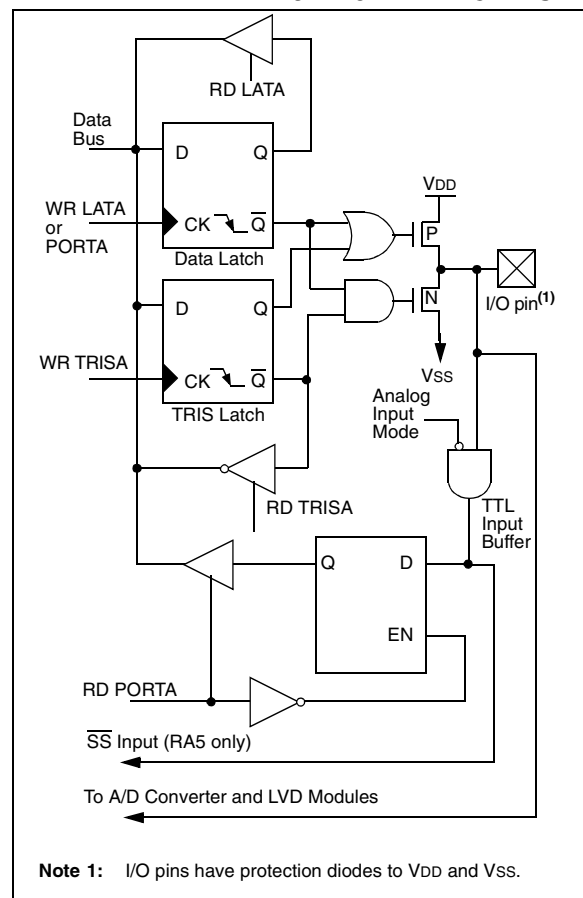 RD LATA
Data
Bus
D
Q
VDD
WR LATA
or
PORTA
CK
Q̅
P
Data Latch
D
Q
N
I/O pin(1)
WR TRISA
CK
Q̅
VSS
TRIS Latch
Analog
Input
Mode
RD TRISA
TTL
Input
Buffer
Q
D
EN
RD PORTA
S̅S̅ Input (RA5 only)
To A/D Converter and LVD Modules
Note 1: I/O pins have protection diodes to VDD and VSS.